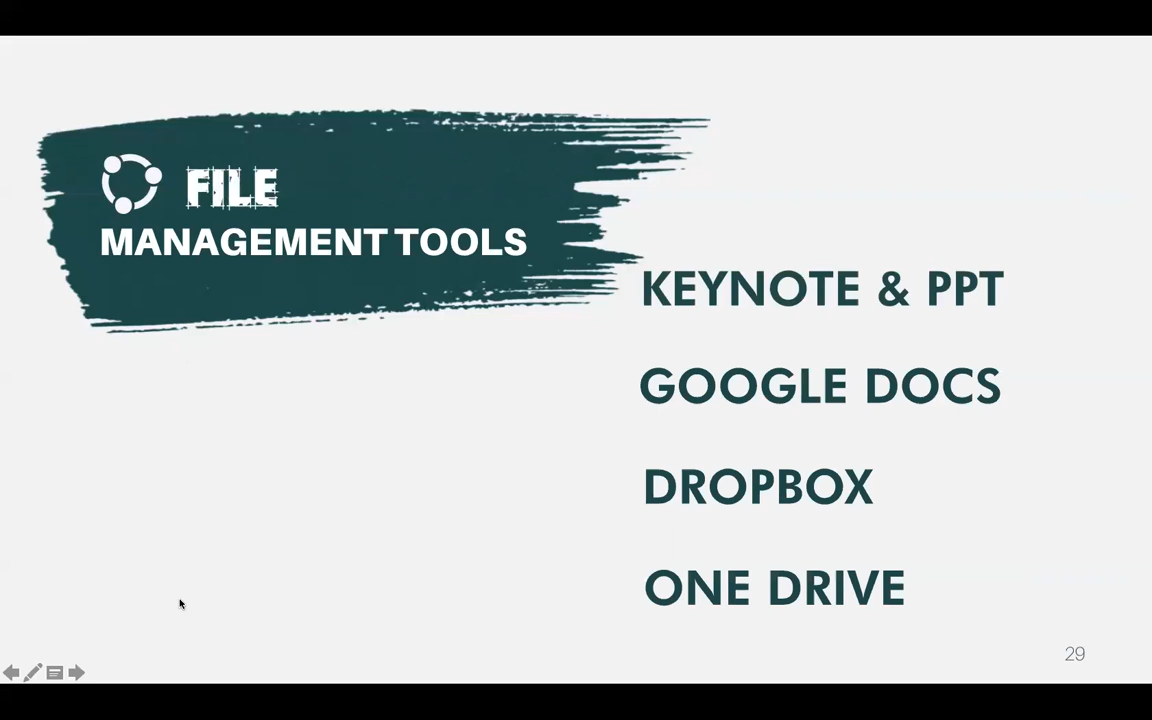 FILE
MANAGEMENT TOOLS
KEYNOTE & PPT
GOOGLE DOCS
DROPBOX
ONE DRIVE
29